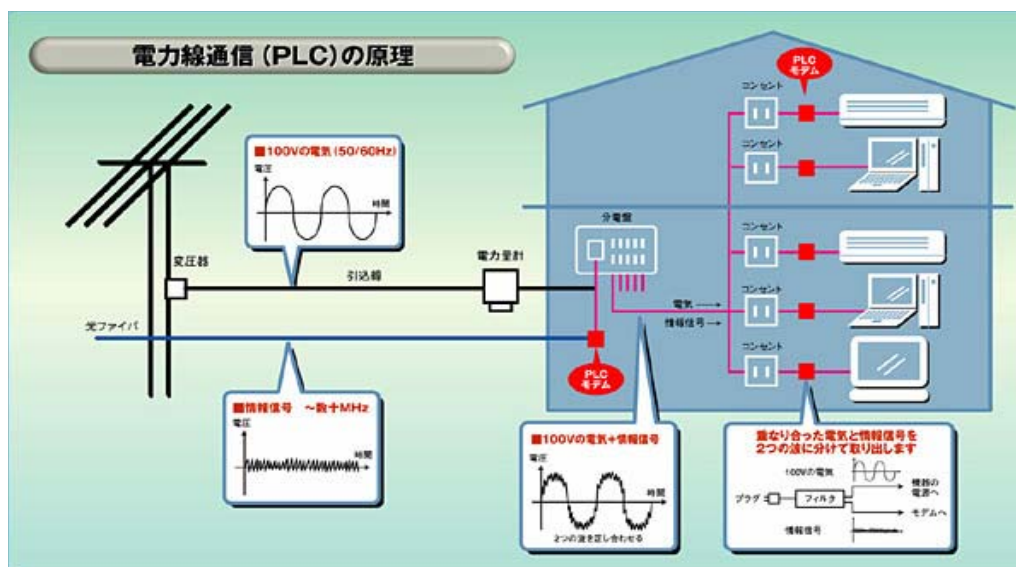 電力線通信(PLC)の原理
PLC
モデム
コンセント
■100Vの電気(50/60Hz)
電圧
時間
コンセント
分電盤
コンセント
変圧器
引込線
電力量計
電気
コンセント
情報信号
光ファイバ
コンセント
PLC
モデム
■情報信号 ~数十MHz
電圧
時間
■100Vの電気+情報信号
電圧
時間
2つの波を足し合わせる
重なり合った電気と情報信号を
2つの波に分けて取り出します
100Vの電気
機器の
電源へ
プラグ
フィルタ
モデムへ
情報信号